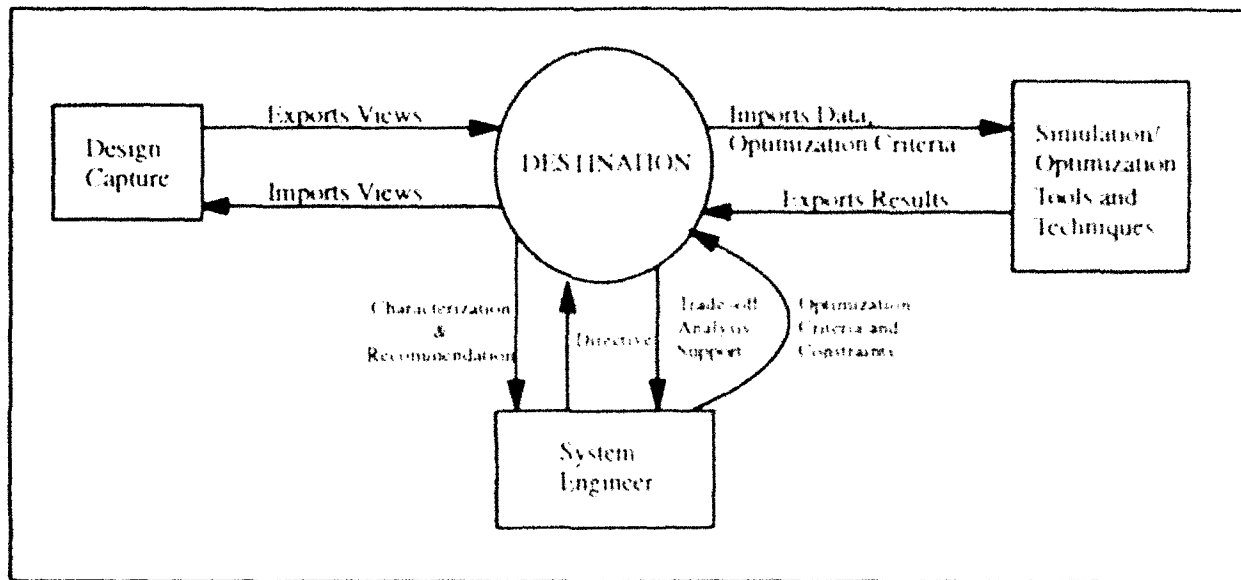 Design
Capture
Exports Views
Imports Views
DESTINATION
Imports Data,
Optimization Criteria
Exports Results
Simulation/
Optimization
Tools and
Techniques
Characterization
&
Recommendation
Directive
Trade-off
Analysis
Support
Optimization
Criteria and
Constraints
System
Engineer